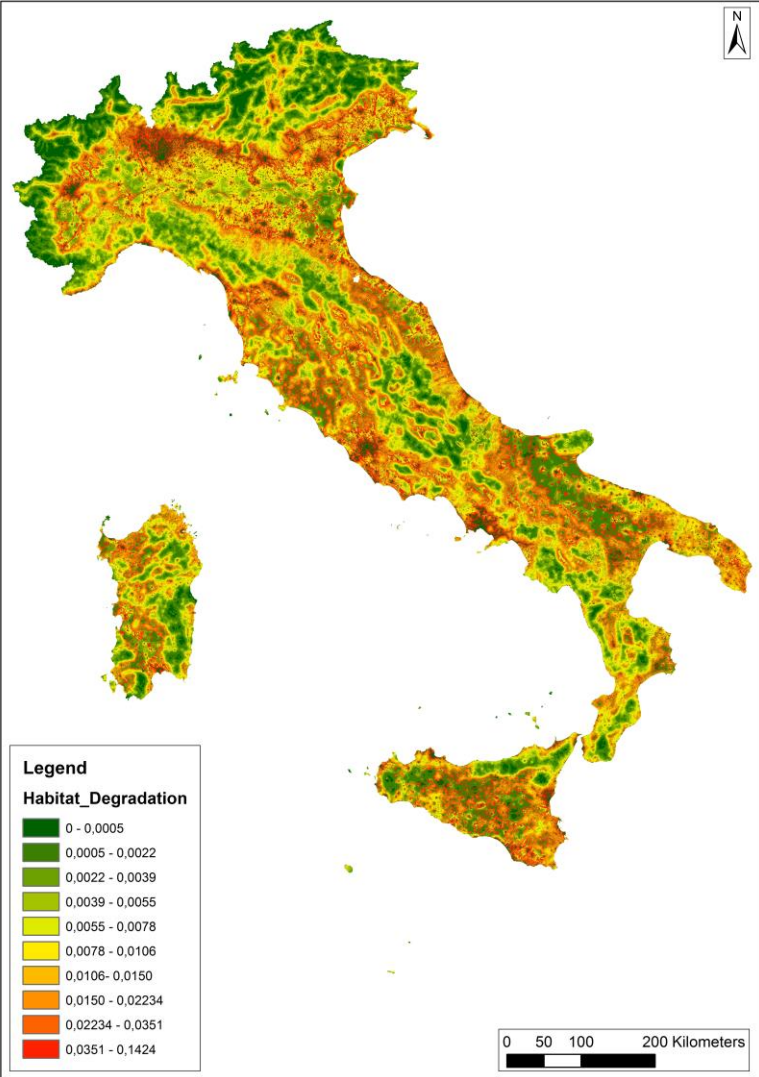 N
Legend
Habitat_Degradation
0 - 0,0005
0,0005 - 0,0022
0,0022 - 0,0039
0,0039 - 0,0055
0,0055 - 0,0078
0,0078 - 0,0106
0,0106- 0,0150
0,0150 - 0,02234
0,02234 - 0,0351
0,0351 - 0,1424
0 50 100 200 Kilometers